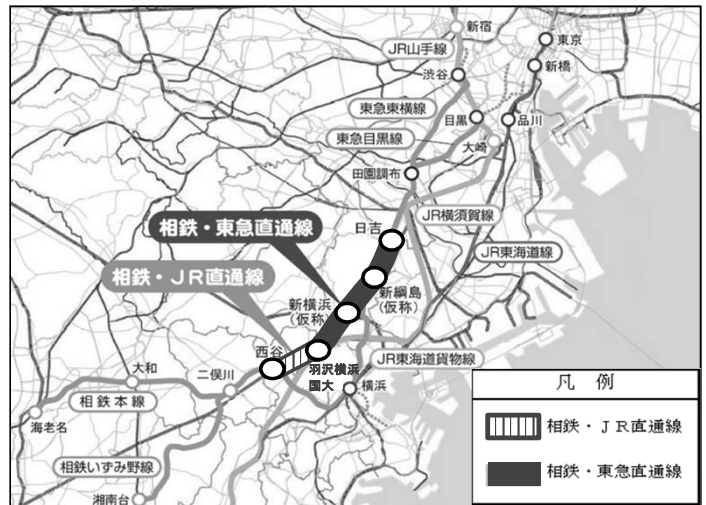 新宿
東京
JR山手線
新橋
渋谷
東急東横線
目黒
品川
東急目黒線
大崎
田園調布
JR横須賀線
相鉄・東急直通線
日吉
JR東海道線
相鉄・JR直通線
新綱島
(仮称)
新横浜
(仮称)
西谷
羽沢横浜
国大
JR東海道貨物線
大和
二俣川
横浜
相鉄本線
海老名
相鉄いずみ野線
湘南台
凡 例
相鉄・JR直通線
相鉄・東急直通線